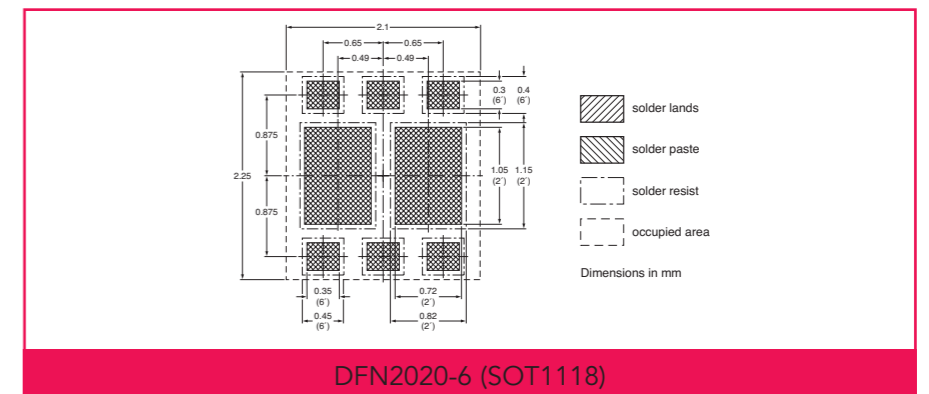 2.1
0.65 0.65
0.49 0.49
0.3 0.4
(6´) (6´)
solder lands
0.875
solder paste
1.05 1.15
(2´) (2´)
2.25
solder resist
0.875
occupied area
Dimensions in mm
0.35 0.72
(6´) (2´)
0.45 0.82
(6´) (2´)
DFN2020-6 (SOT1118)